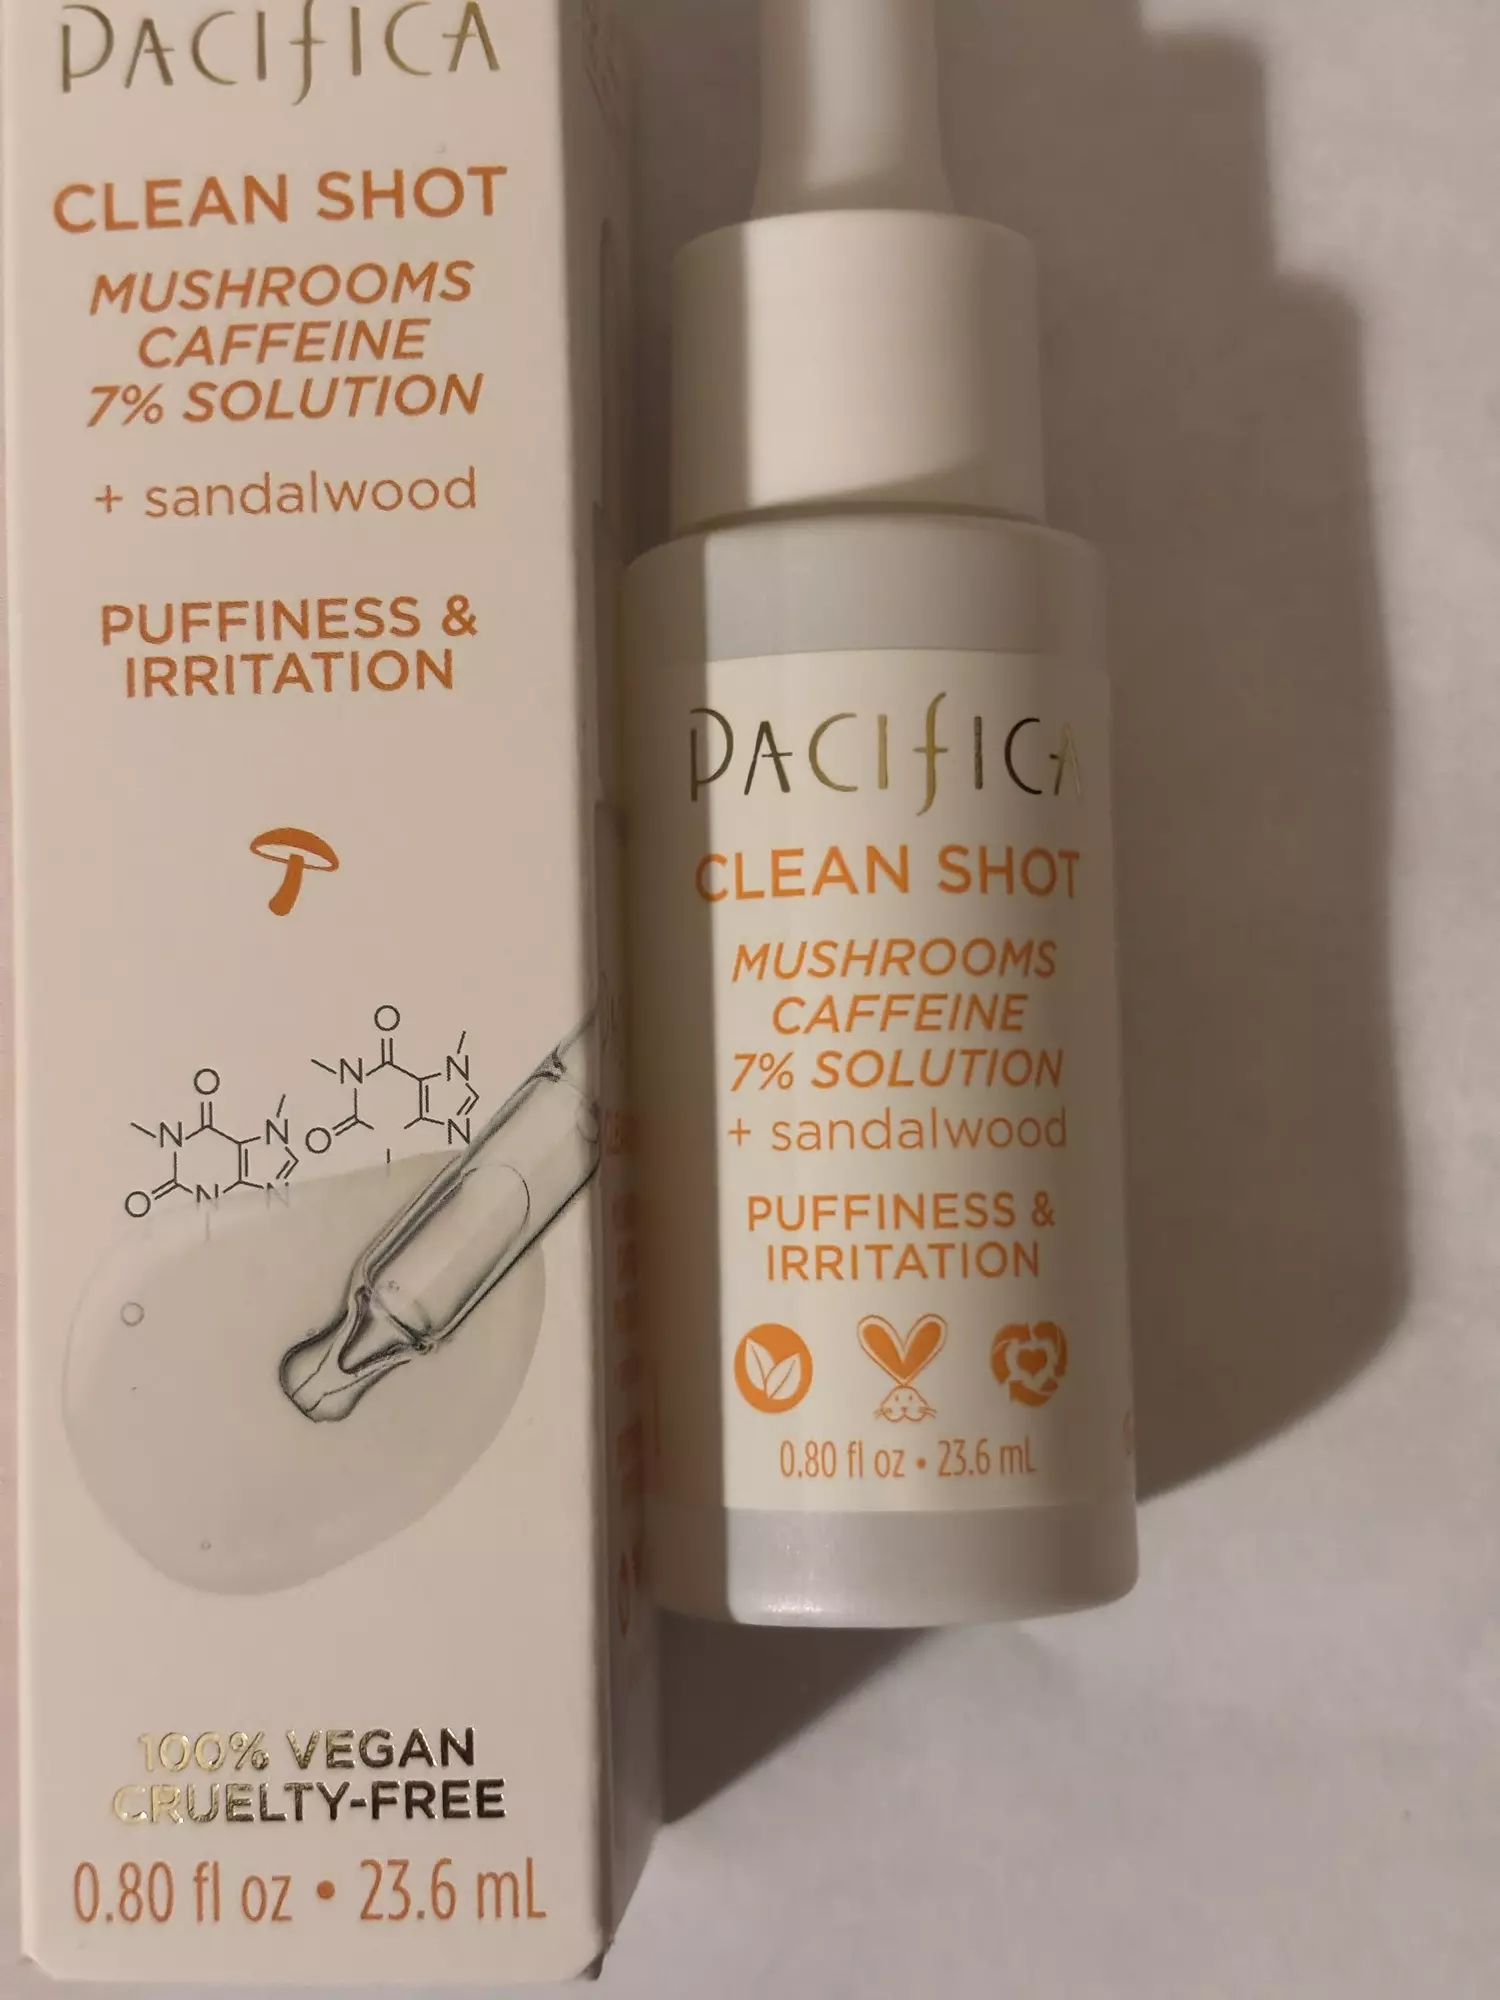 PACIFICA
CLEAN SHOT
MUSHROOMS
CAFFEINE
7% SOLUTION
+ sandalwood
PUFFINESS &
IRRITATION
O
N
N
O
N
N
O
N
N
O
N
100% VEGAN
CRUELTY-FREE
0.80 fl oz • 23.6 mL
PACIFICA
CLEAN SHOT
MUSHROOMS
CAFFEINE
7% SOLUTION
+ sandalwood
PUFFINESS &
IRRITATION
0.80 fl oz • 23.6 mL